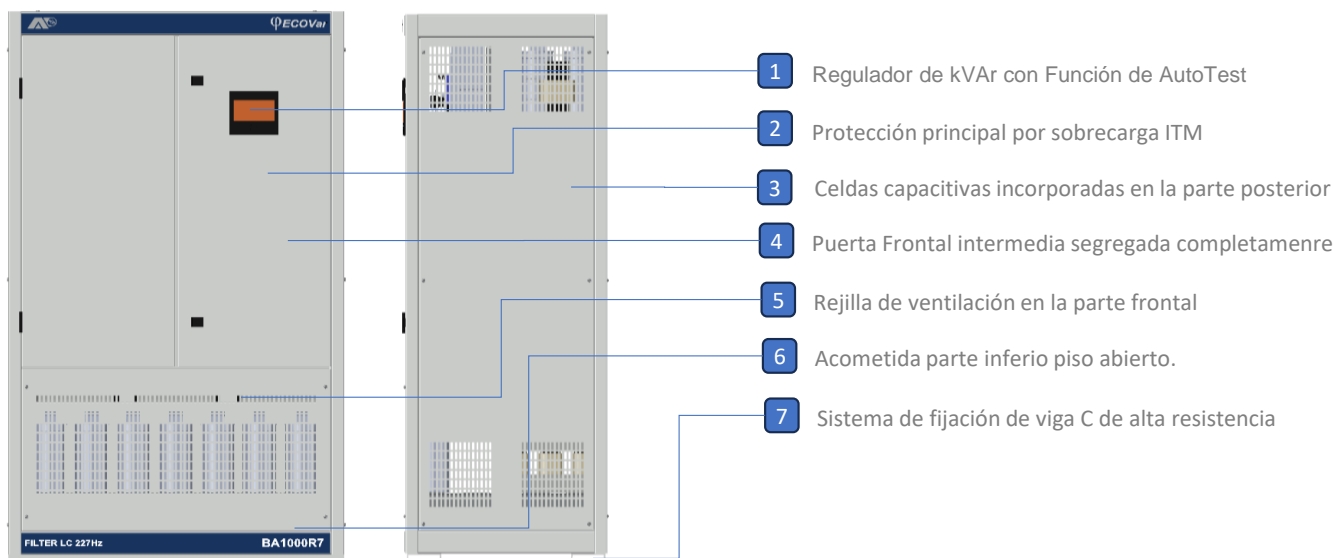 φECOVar
1 Regulador de kVAr con Función de AutoTest
2 Protección principal por sobrecarga ITM
3 Celdas capacitivas incorporadas en la parte posterior
4 Puerta Frontal intermedia segregada completamenre
5 Rejilla de ventilación en la parte frontal
6 Acometida parte inferio piso abierto.
7 Sistema de fijación de viga C de alta resistencia
FILTER LC 227Hz BA1000R7